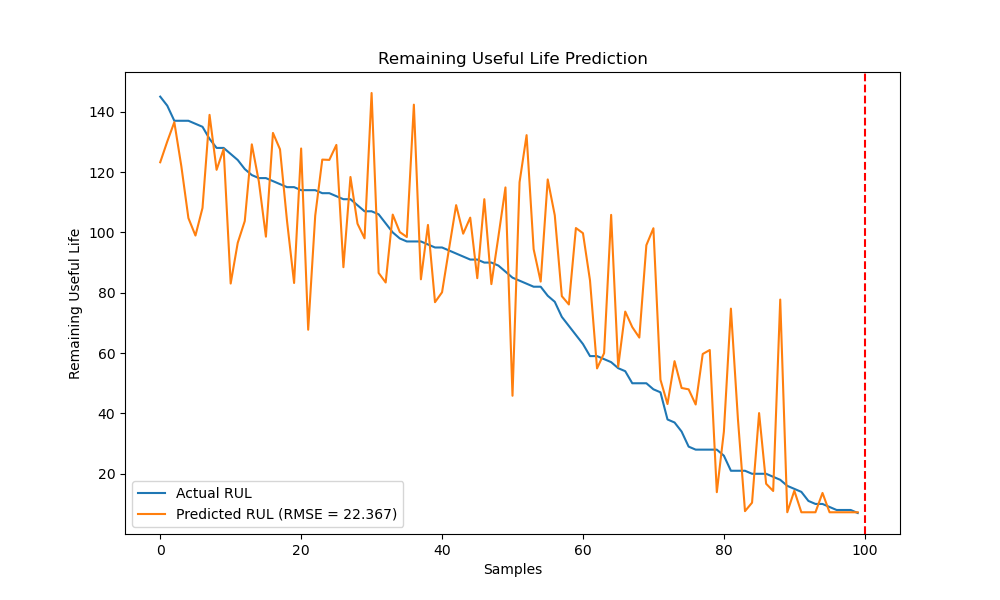 Remaining Useful Life Prediction
Remaining Useful Life
140
120
100
80
60
40
20
Actual RUL
Predicted RUL (RMSE = 22.367)
0 20 40 60 80 100
Samples